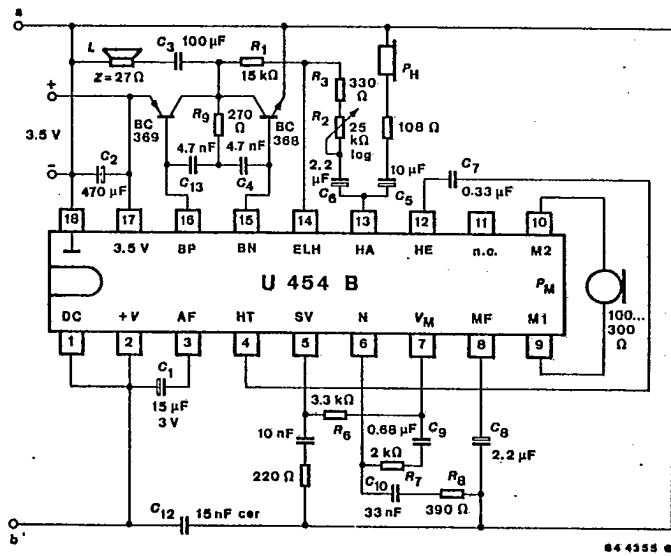 a
L
Z=27Ω
C3
100 μF
R1
15 kΩ
+
3.5 V
−
BC
369
R9
270
Ω
BC
368
R3
330
Ω
R2
25
kΩ
log
PH
108Ω
C2
470 μF
4.7 nF
4.7 nF
C13
C4
2.2
μF
C6
10 μF
C5
C7
0.33 μF
18
17
16
15
14
13
12
11
10
3.5 V
BP
BN
ELH
HA
HE
n.c.
M2
U 454 B
PM
100...
300
Ω
DC
+V
AF
HT
SV
N
VM
MF
M1
1
2
3
4
5
6
7
8
9
C1
15 μF
3 V
3.3 kΩ
R6
10 nF
220 Ω
0.68 μF
C9
2 kΩ
R7
C10
33 nF
R8
390 Ω
C8
2.2 μF
b'
C12
15 nF cer
84 4355 e